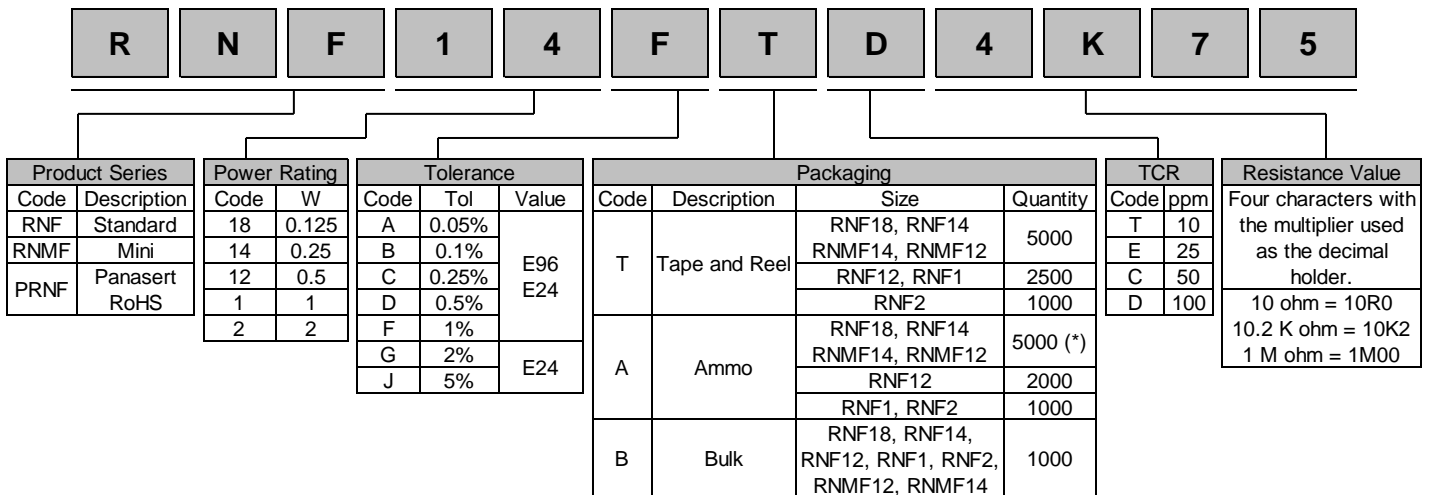 R N F 1 4 F T D 4 K 7 5
Product Series
Code Description
RNF Standard
RNMF Mini
PRNF Panasert
RoHS
Power Rating
Code W
18 0.125
14 0.25
12 0.5
1 1
2 2
Tolerance
Code Tol Value
A 0.05%
B 0.1%
C 0.25%
D 0.5%
F 1%
E96
E24
G 2%
J 5%
E24
Packaging
Code Description Size Quantity
T Tape and Reel
RNF18, RNF14
RNMF14, RNMF12
5000
RNF12, RNF1 2500
RNF2 1000
A Ammo
RNF18, RNF14
RNMF14, RNMF12
5000 (*)
RNF12 2000
RNF1, RNF2 1000
B Bulk
RNF18, RNF14,
RNF12, RNF1, RNF2,
RNMF12, RNMF14
1000
TCR
Code ppm
T 10
E 25
C 50
D 100
Resistance Value
Four characters with
the multiplier used
as the decimal
holder.
10 ohm = 10R0
10.2 K ohm = 10K2
1 M ohm = 1M00